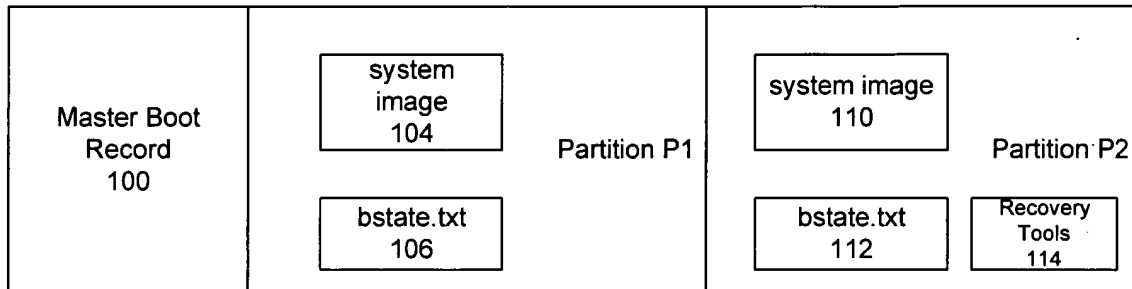 Master Boot
Record
100
system
image
104
bstate.txt
106
Partition P1
system image
110
bstate.txt
112
Partition P2
Recovery
Tools
114